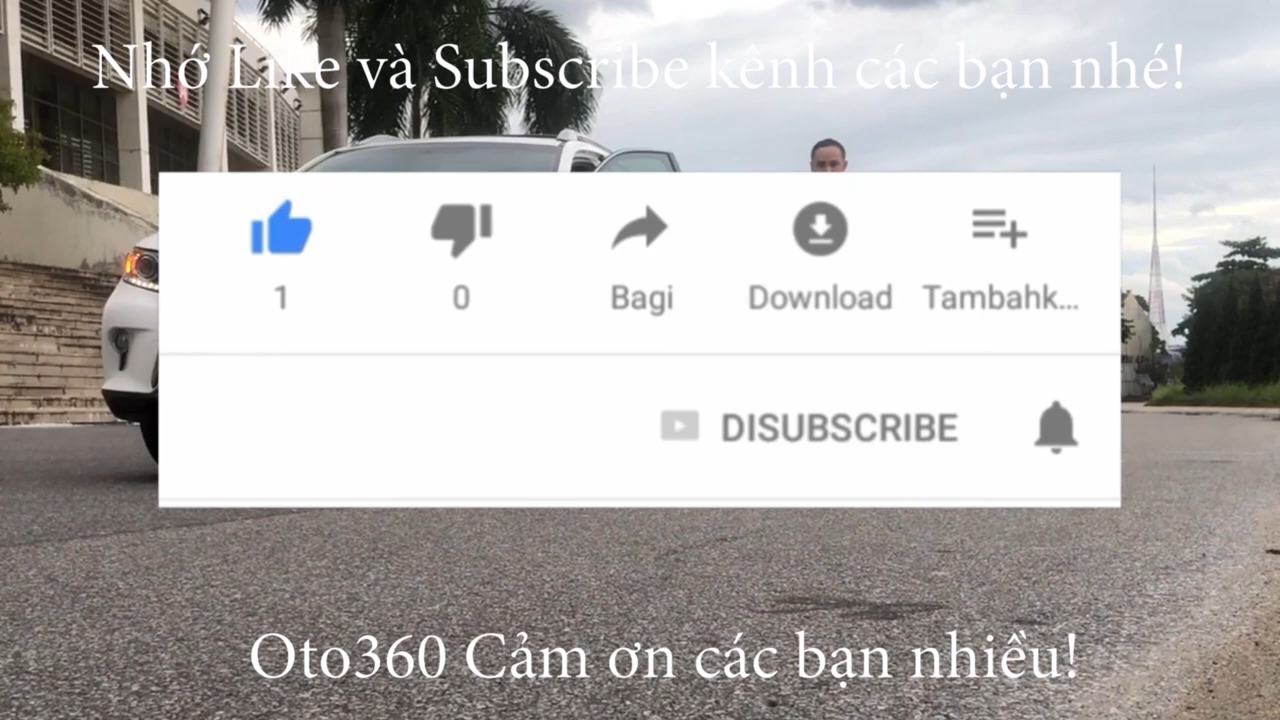 Nhớ Like và Subscribe kênh các bạn nhé!
1 0 Bagi Download Tambahk...
DISUBSCRIBE
Oto360 Cảm ơn các bạn nhiều!